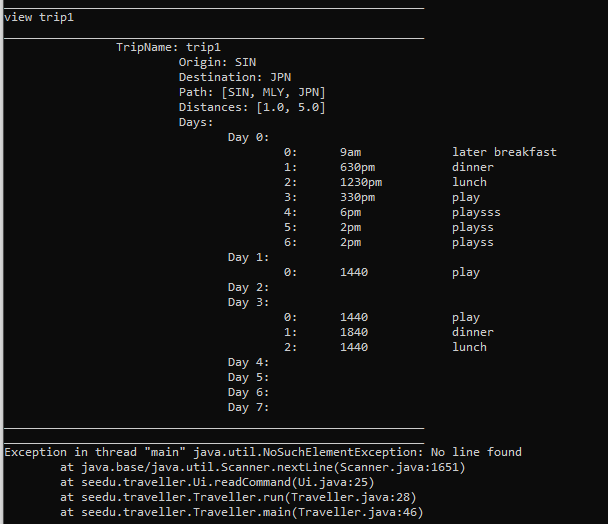 view trip1
TripName: trip1
Origin: SIN
Destination: JPN
Path: [SIN, MLY, JPN]
Distances: [1.0, 5.0]
Days:
Day 0:
0: 9am later breakfast
1: 630pm dinner
2: 1230pm lunch
3: 330pm play
4: 6pm playsss
5: 2pm playss
6: 2pm playss
Day 1:
0: 1440 play
Day 2:
Day 3:
0: 1440 play
1: 1840 dinner
2: 1440 lunch
Day 4:
Day 5:
Day 6:
Day 7:
Exception in thread "main" java.util.NoSuchElementException: No line found
at java.base/java.util.Scanner.nextLine(Scanner.java:1651)
at seedu.traveller.Ui.readCommand(Ui.java:25)
at seedu.traveller.Traveller.run(Traveller.java:28)
at seedu.traveller.Traveller.main(Traveller.java:46)